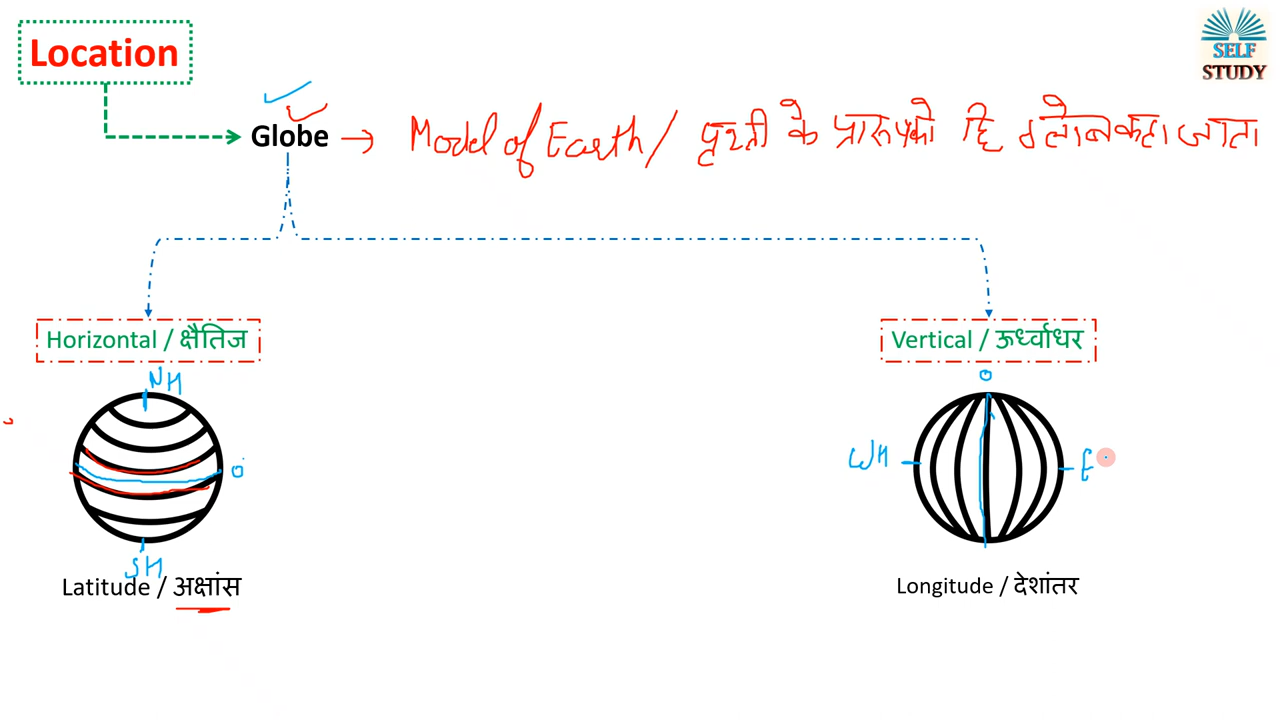 Location
SELF
STUDY
Globe → Model of Earth / पृथ्वी के प्रारूप को हि ग्लोब कहा जाता
Horizontal / क्षैतिज
Vertical / ऊर्ध्वाधर
NH
0
0
WH
E
SH
Latitude / अक्षांस
Longitude / देशांतर